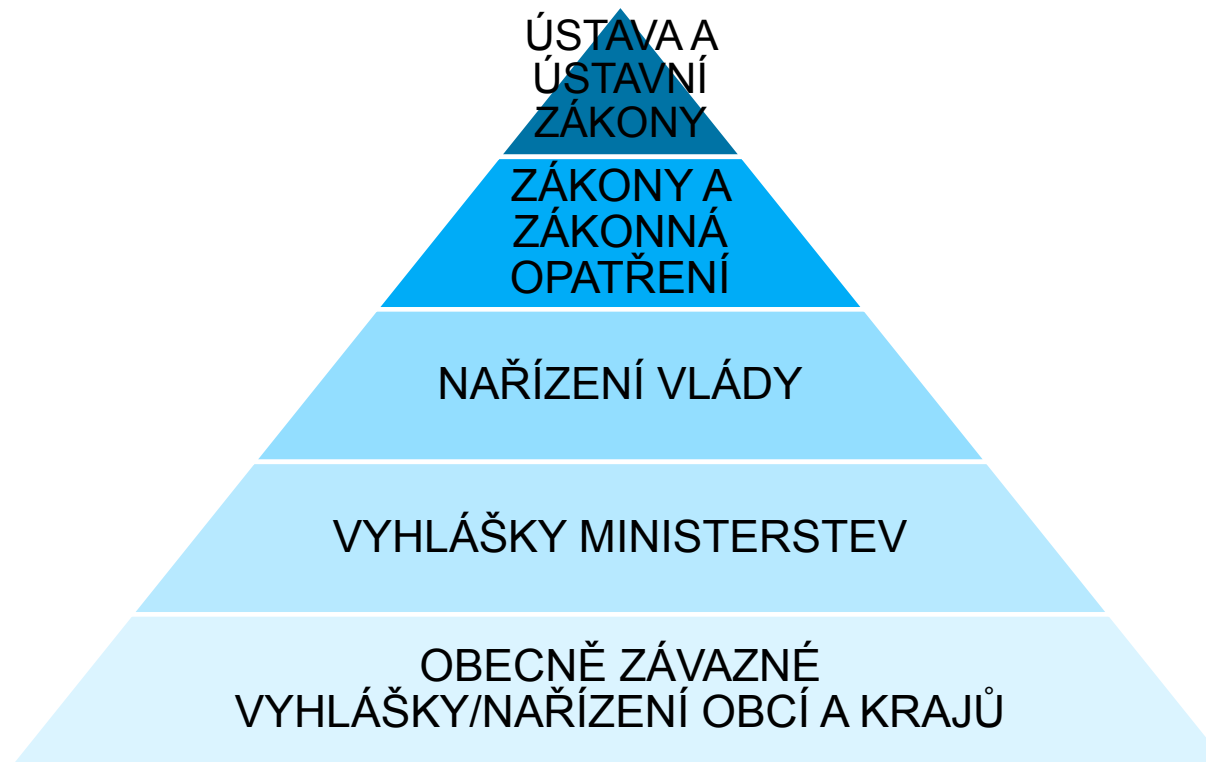 ÚSTAVA A
ÚSTAVNÍ
ZÁKONY
ZÁKONY A
ZÁKONNÁ
OPATŘENÍ
NAŘÍZENÍ VLÁDY
VYHLÁŠKY MINISTERSTEV
OBECNĚ ZÁVAZNÉ
VYHLÁŠKY/NAŘÍZENÍ OBCÍ A KRAJŮ